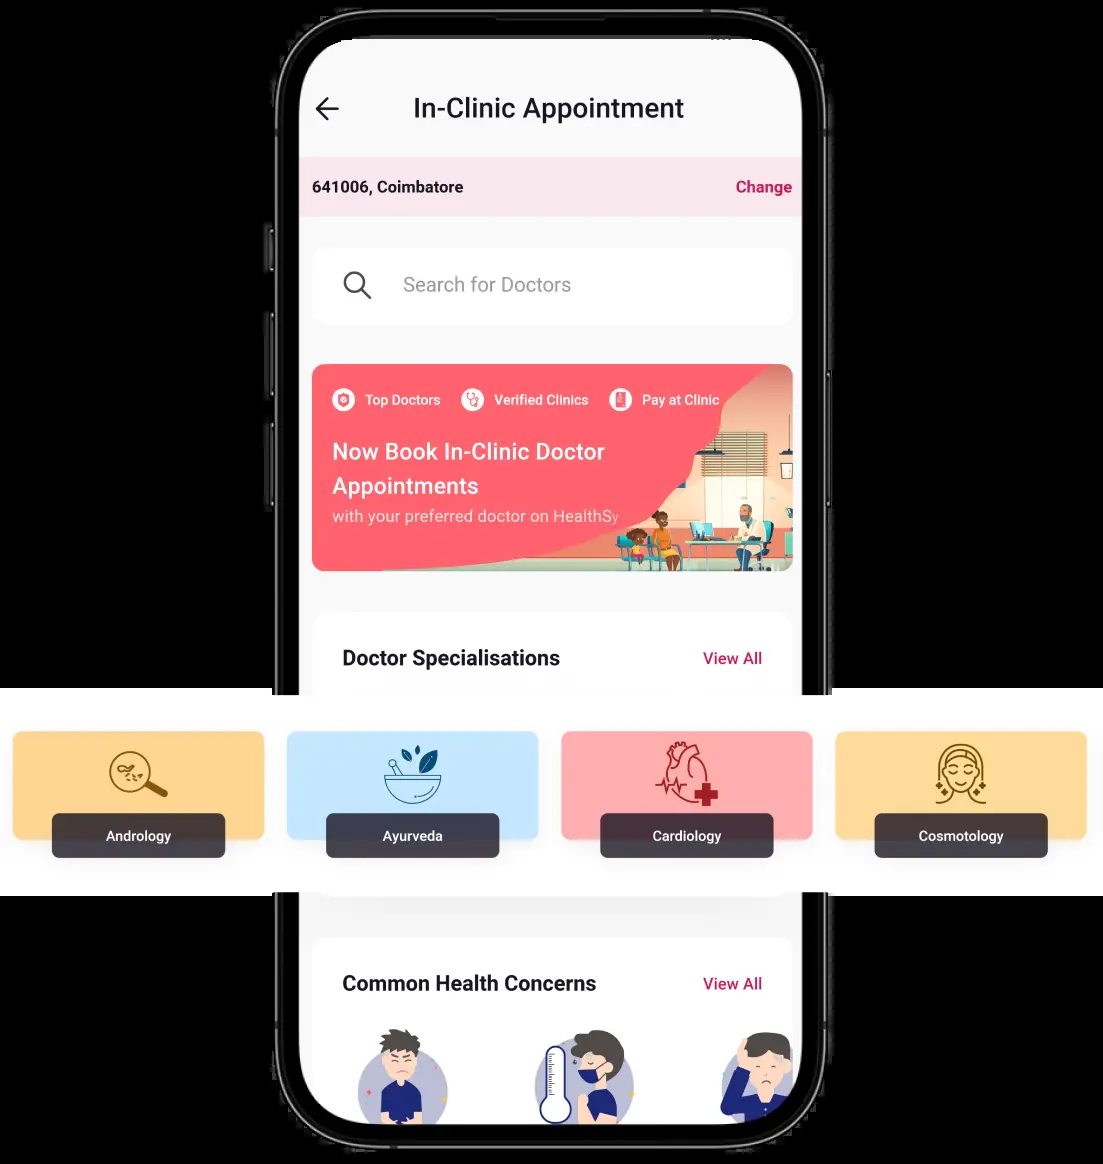 In-Clinic Appointment
641006, Coimbatore
Change
Search for Doctors
Top Doctors
Verified Clinics
Pay at Clinic
Now Book In-Clinic Doctor
Appointments
with your preferred doctor on HealthSy
Doctor Specialisations
View All
Andrology
Ayurveda
Cardiology
Cosmotology
Common Health Concerns
View All